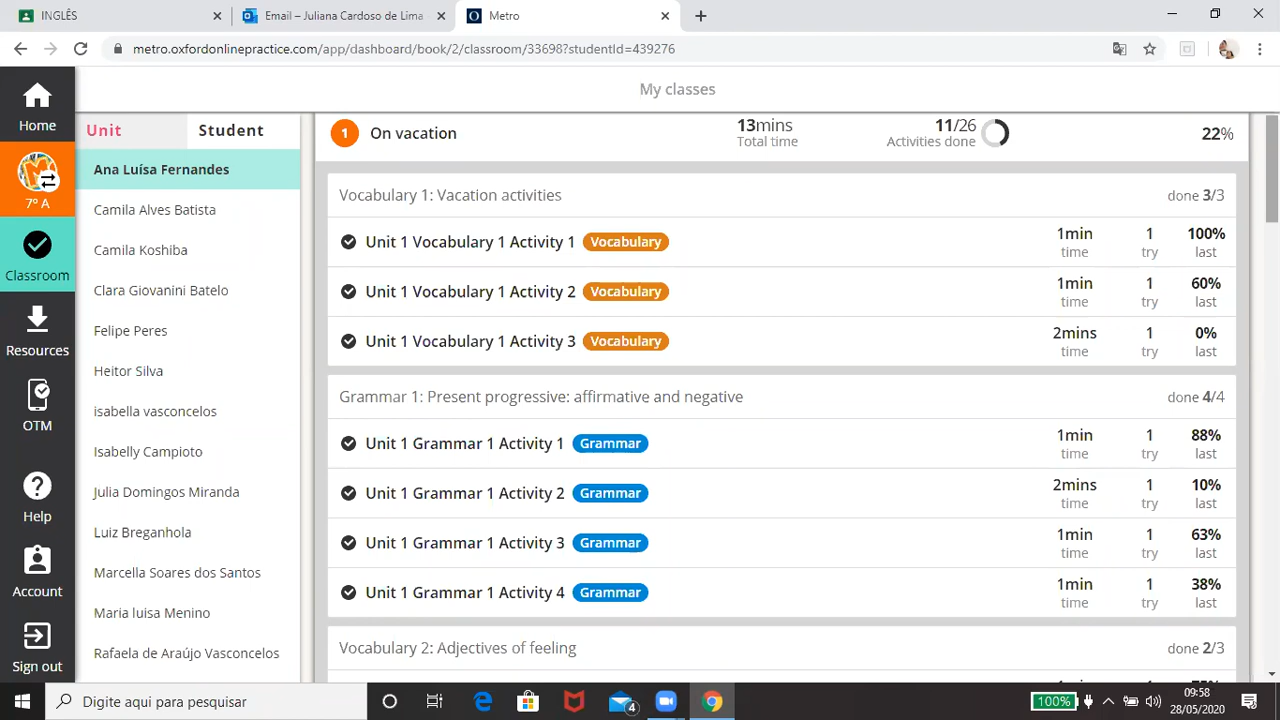 INGLÊS
Email – Juliana Cardoso de Lima
Metro
metro.oxfordonlinepractice.com/app/dashboard/book/2/classroom/33698?studentId=439276
My classes
Home
7º A
Classroom
Resources
OTM
Help
Account
Sign out
Unit
Student
Ana Luísa Fernandes
Camila Alves Batista
Camila Koshiba
Clara Giovanini Batelo
Felipe Peres
Heitor Silva
isabella vasconcelos
Isabelly Campioto
Julia Domingos Miranda
Luiz Breganhola
Marcella Soares dos Santos
Maria luisa Menino
Rafaela de Araújo Vasconcelos
1 On vacation 13mins 11/26 22%
Total time Activities done
Vocabulary 1: Vacation activities done 3/3
Unit 1 Vocabulary 1 Activity 1 Vocabulary 1min 1 100%
time try last
Unit 1 Vocabulary 1 Activity 2 Vocabulary 1min 1 60%
time try last
Unit 1 Vocabulary 1 Activity 3 Vocabulary 2mins 1 0%
time try last
Grammar 1: Present progressive: affirmative and negative done 4/4
Unit 1 Grammar 1 Activity 1 Grammar 1min 1 88%
time try last
Unit 1 Grammar 1 Activity 2 Grammar 2mins 1 10%
time try last
Unit 1 Grammar 1 Activity 3 Grammar 1min 1 63%
time try last
Unit 1 Grammar 1 Activity 4 Grammar 1min 1 38%
time try last
Vocabulary 2: Adjectives of feeling done 2/3
Digite aqui para pesquisar
4
100%
09:58
28/05/2020